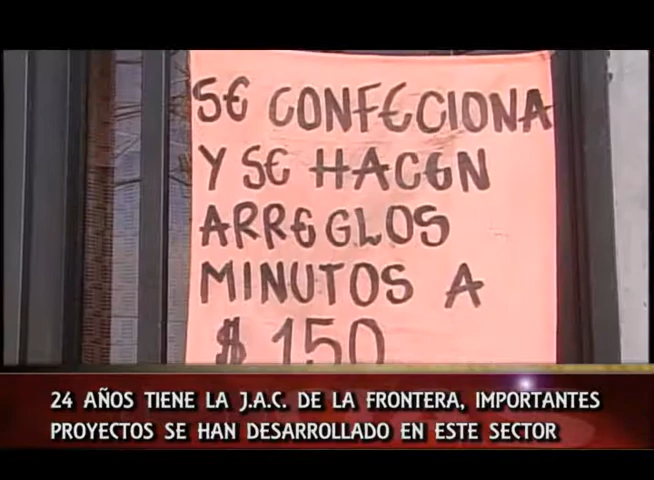 SE CONFECIONA
Y SE HACEN
ARREGLOS
MINUTOS A
$ 150
24 AÑOS TIENE LA J.A.C. DE LA FRONTERA, IMPORTANTES
PROYECTOS SE HAN DESARROLLADO EN ESTE SECTOR